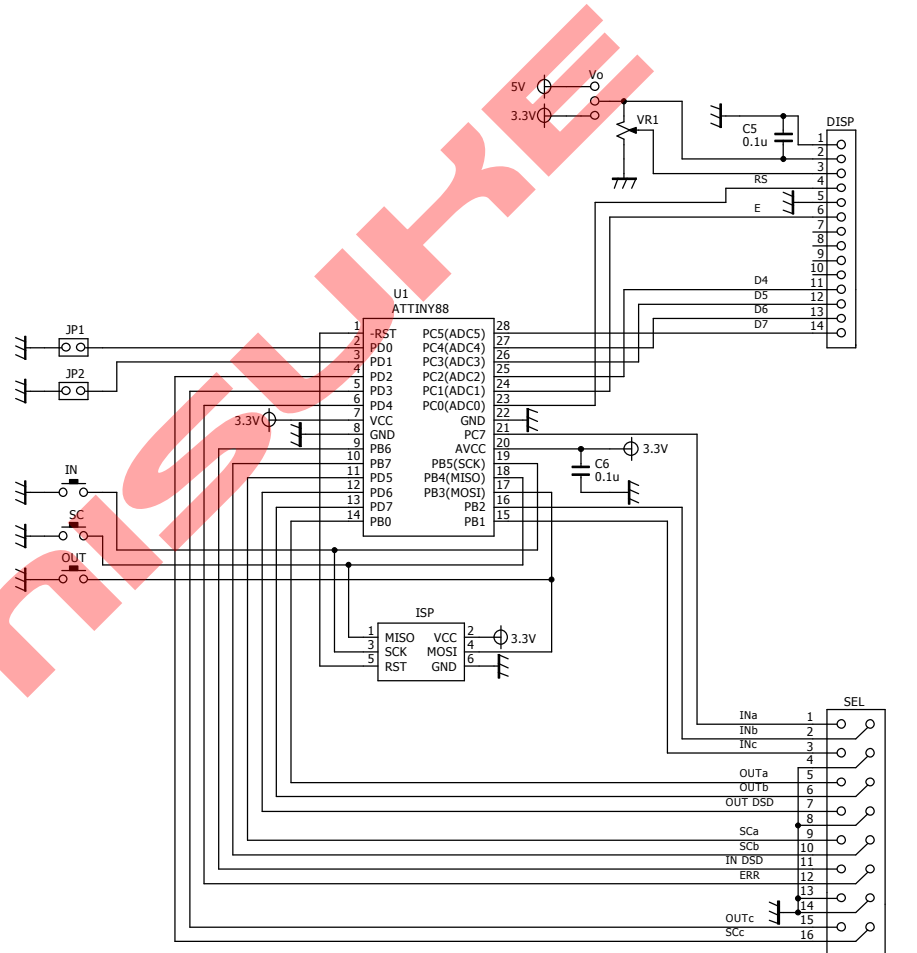 Vo
5V
3.3V
VR1
C5
0.1u
DISP
1
2
3
4
5
6
7
8
9
10
11
12
13
14
RS
E
D4
D5
D6
D7
U1
ATTINY88
1 -RST PC5(ADC5) 28
2 PD0 PC4(ADC4) 27
3 PD1 PC3(ADC3) 26
4 PD2 PC2(ADC2) 25
5 PD3 PC1(ADC1) 24
6 PD4 PC0(ADC0) 23
7 VCC GND 22
8 GND PC7 21
9 PB6 AVCC 20
10 PB7 PB5(SCK) 19
11 PD5 PB4(MISO) 18
12 PD6 PB3(MOSI) 17
13 PD7 PB2 16
14 PB0 PB1 15
JP1
JP2
3.3V
3.3V
C6
0.1u
IN
SC
OUT
ISP
1 MISO VCC 2
3 SCK MOSI 4
5 RST GND 6
3.3V
SEL
INa 1
INb 2
INc 3
4
OUTa 5
OUTb 6
OUT DSD 7
8
SCa 9
SCb 10
IN DSD 11
ERR 12
13
14
OUTc 15
SCc 16
NISUKE